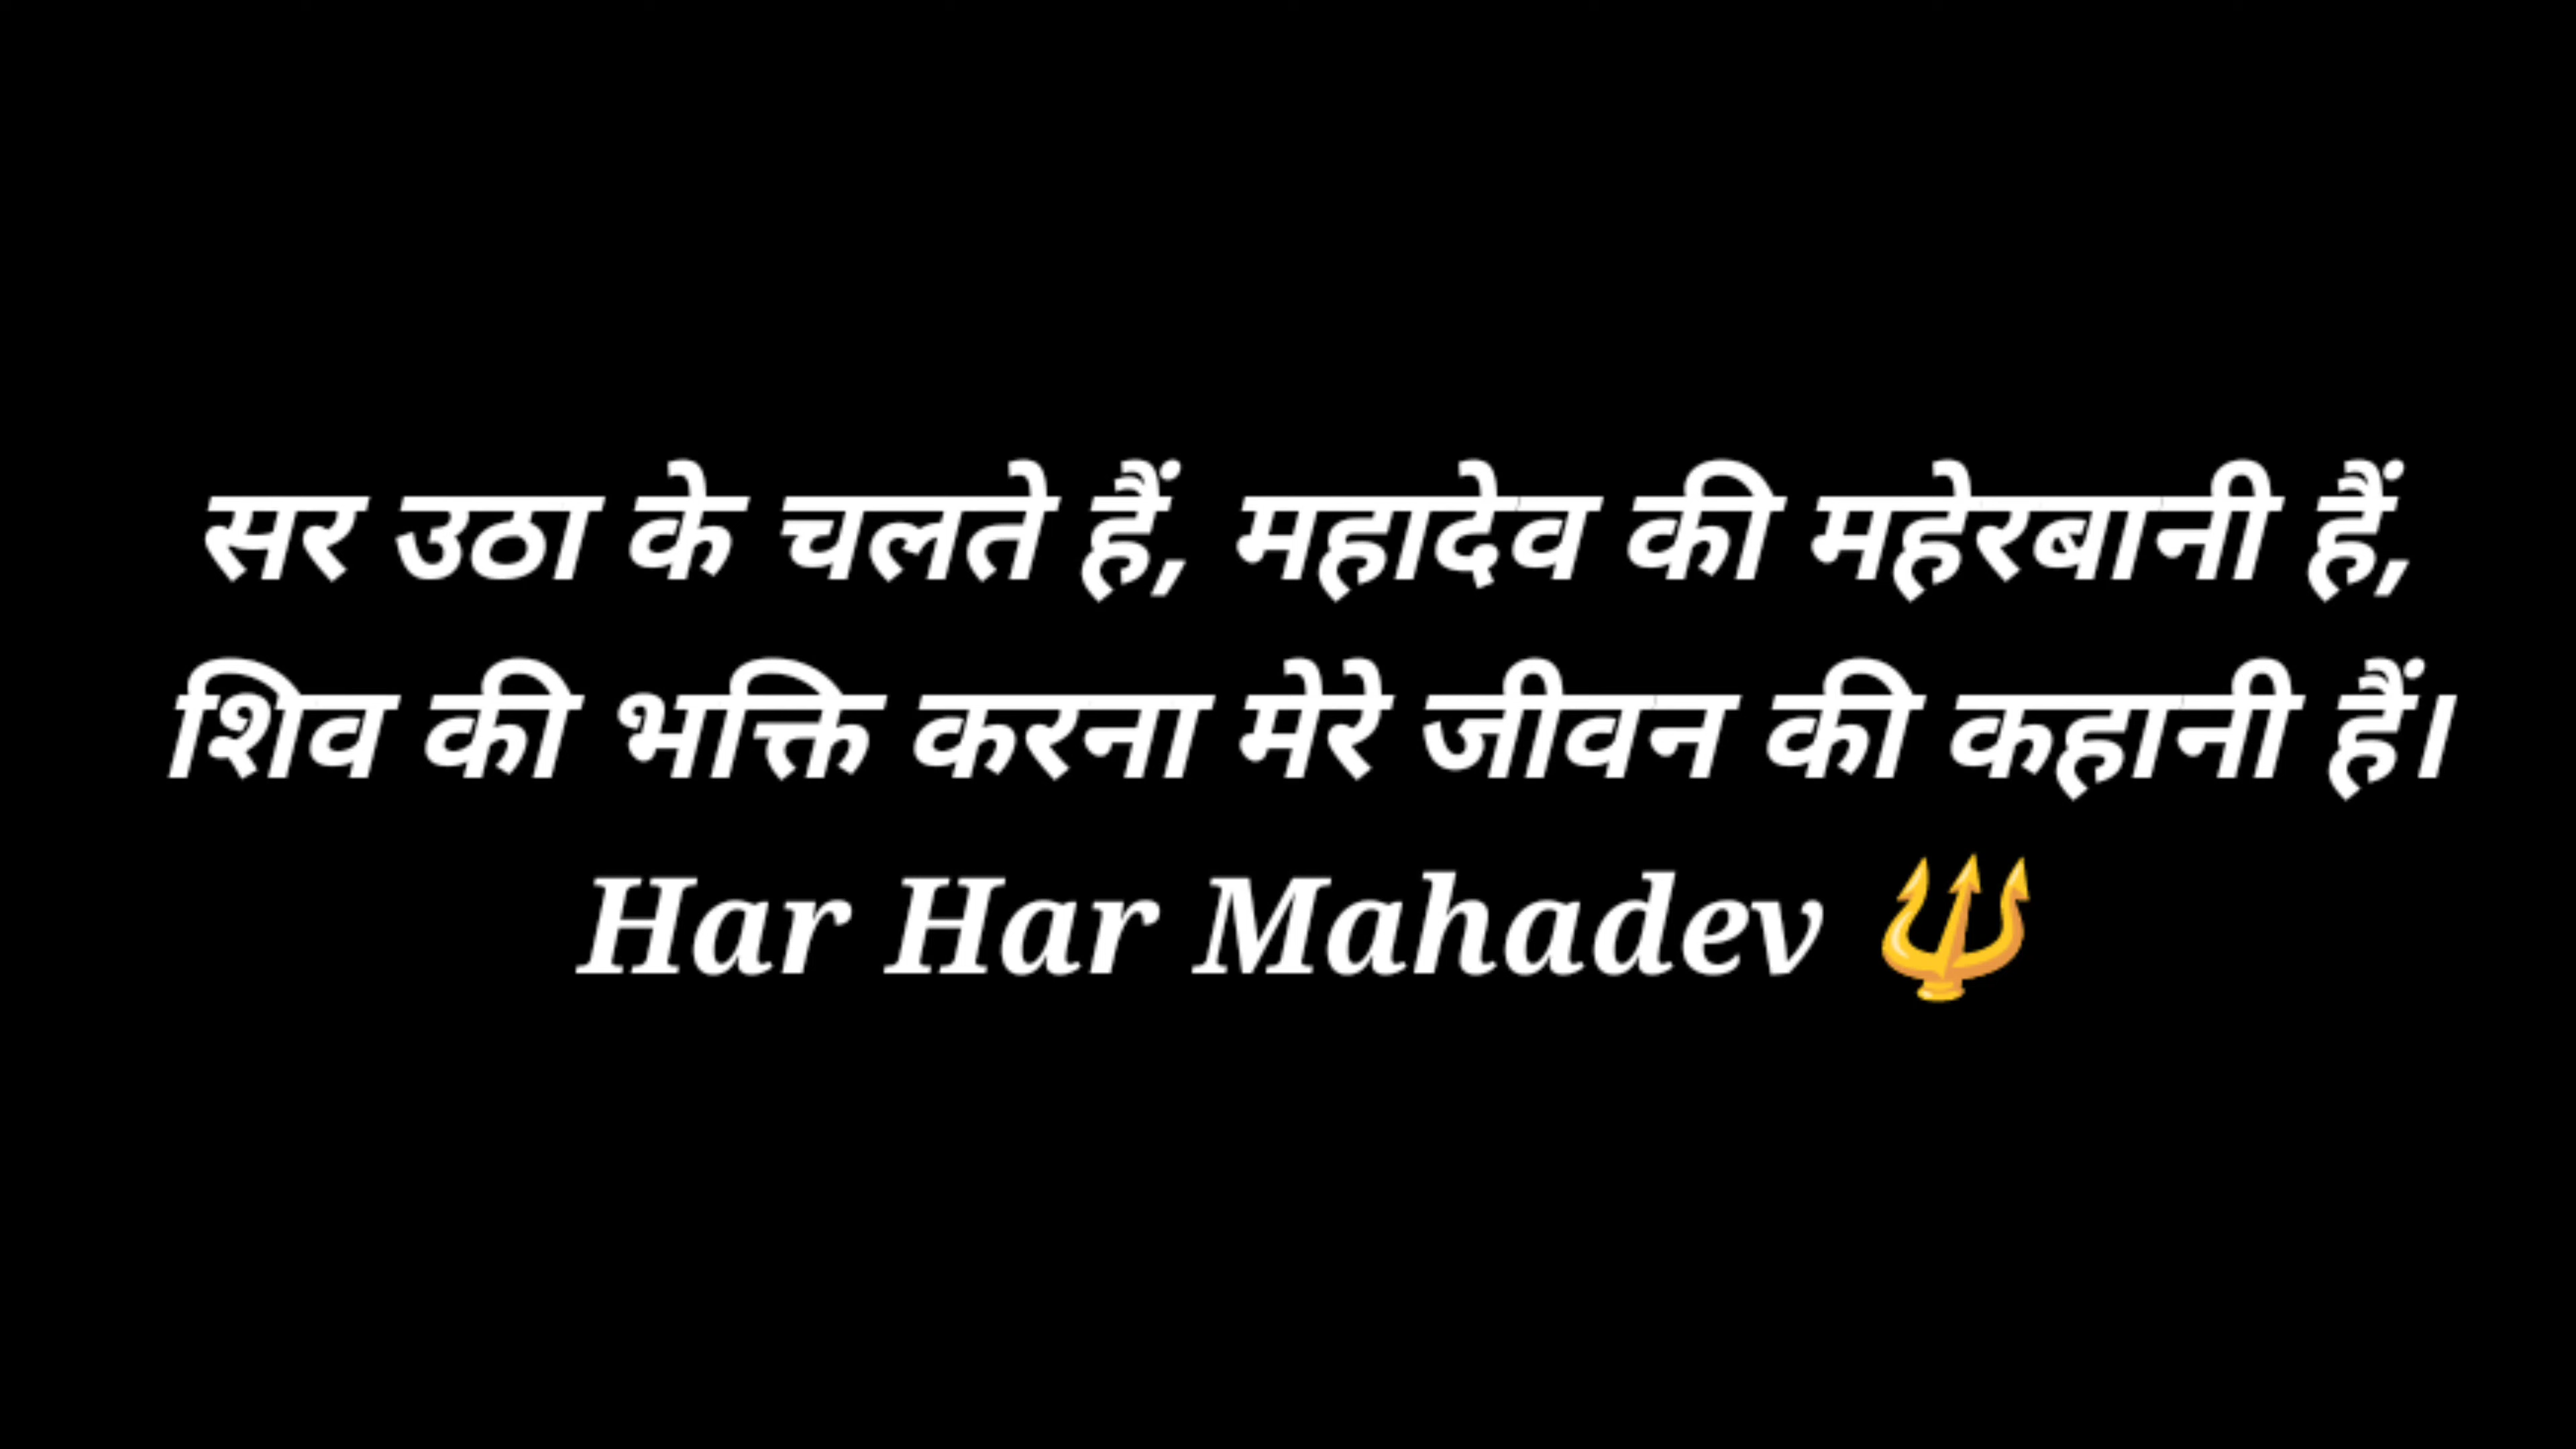 सर उठा के चलते हैं, महादेव की महेरबानी हैं,
शिव की भक्ति करना मेरे जीवन की कहानी हैं।
Har Har Mahadev 🔱